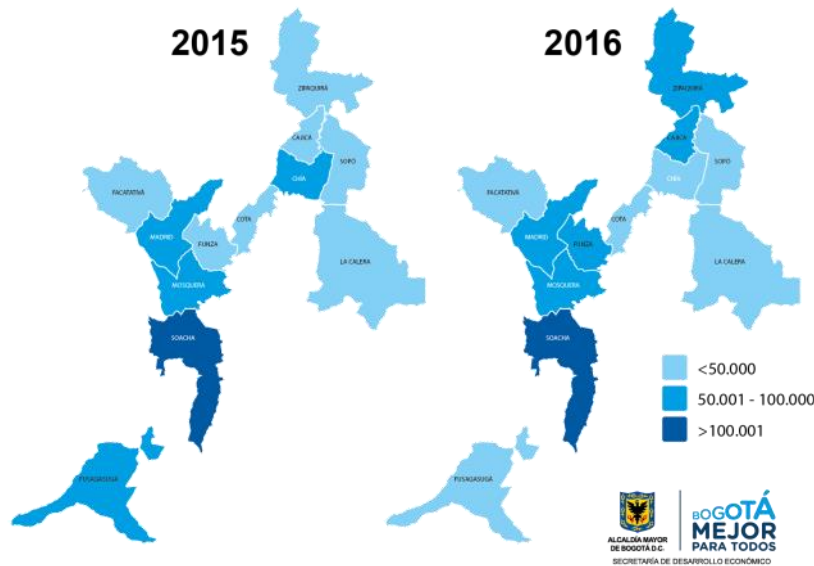 2015
ZIPAQUIRÁ
CAJICÁ
SOPÓ
CHÍA
FACATATIVÁ
COTA
MADRID
FUNZA
LA CALERA
MOSQUERA
SOACHA
FUSAGASUGÁ
2016
ZIPAQUIRÁ
CAJICÁ
SOPÓ
CHÍA
FACATATIVÁ
COTA
MADRID
FUNZA
LA CALERA
MOSQUERA
SOACHA
FUSAGASUGÁ
<50.000
50.001 - 100.000
>100.001
ALCALDÍA MAYOR
DE BOGOTÁ D.C.
BOGOTÁ
MEJOR
PARA TODOS
SECRETARÍA DE DESARROLLO ECONÓMICO